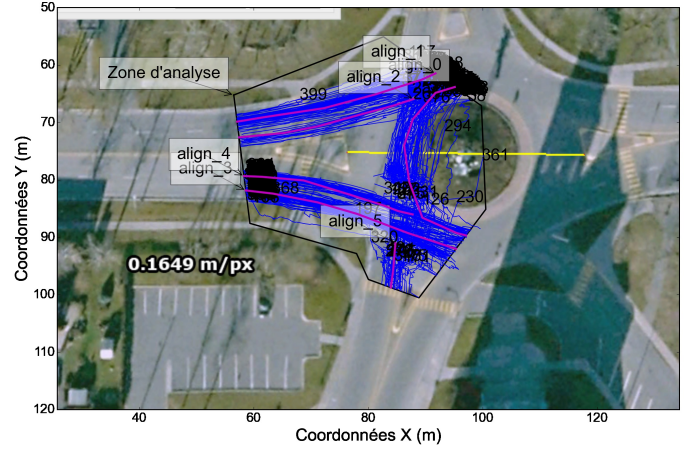 50
60
70
80
90
100
110
120
Coordonnées Y (m)
40
60
80
100
120
Coordonnées X (m)
Zone d'analyse
align_1
align_0
align_2
399
294
361
align_4
align_3
68
230
26
align_5
0.1649 m/px